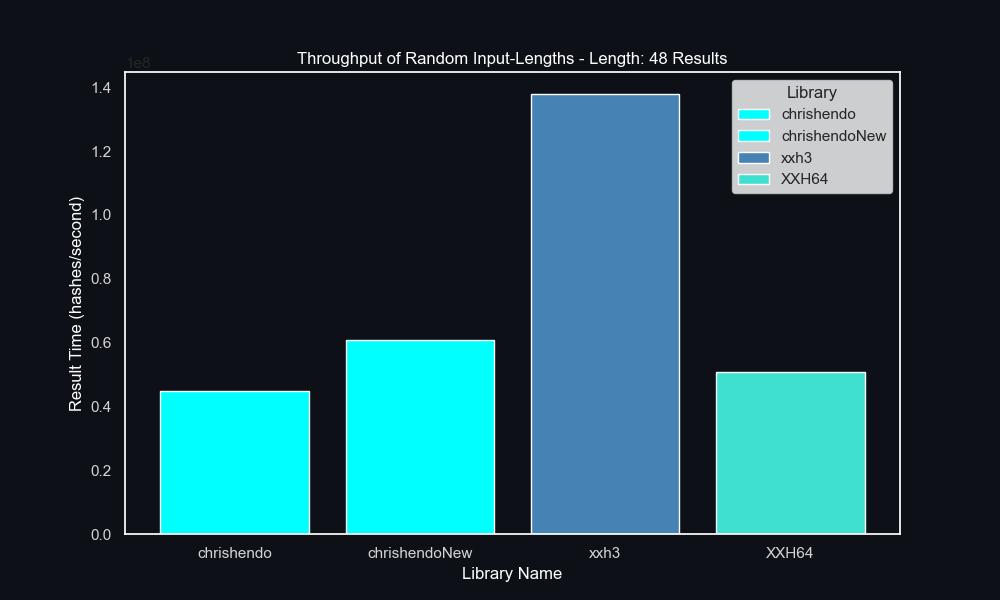 Throughput of Random Input-Lengths - Length: 48 Results
1e8
1.4
1.2
1.0
0.8
0.6
0.4
0.2
0.0
Result Time (hashes/second)
Library
chrishendo
chrishendoNew
xxh3
XXH64
chrishendo
chrishendoNew
xxh3
XXH64
Library Name